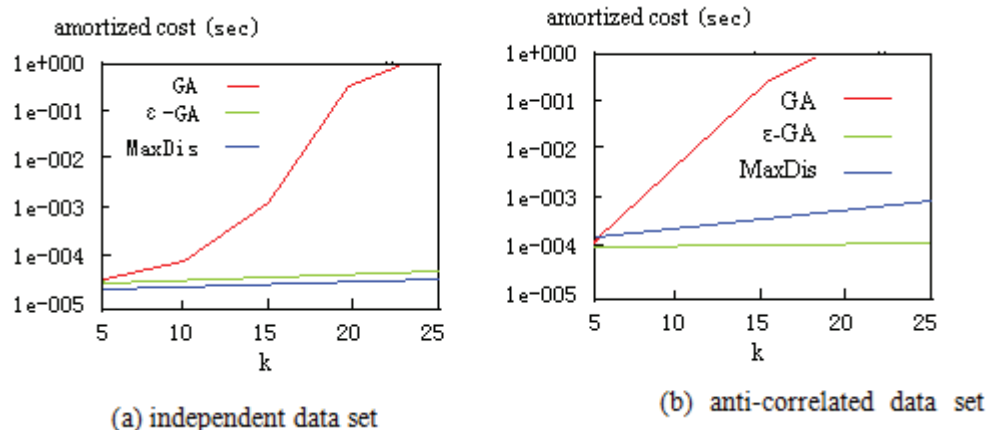 amortized cost (sec)
1e+000
1e-001
1e-002
1e-003
1e-004
1e-005
GA
ε-GA
MaxDis
5 10 15 20 25
k
(a) independent data set
amortized cost (sec)
1e+000
1e-001
1e-002
1e-003
1e-004
1e-005
GA
ε-GA
MaxDis
5 10 15 20 25
k
(b) anti-correlated data set